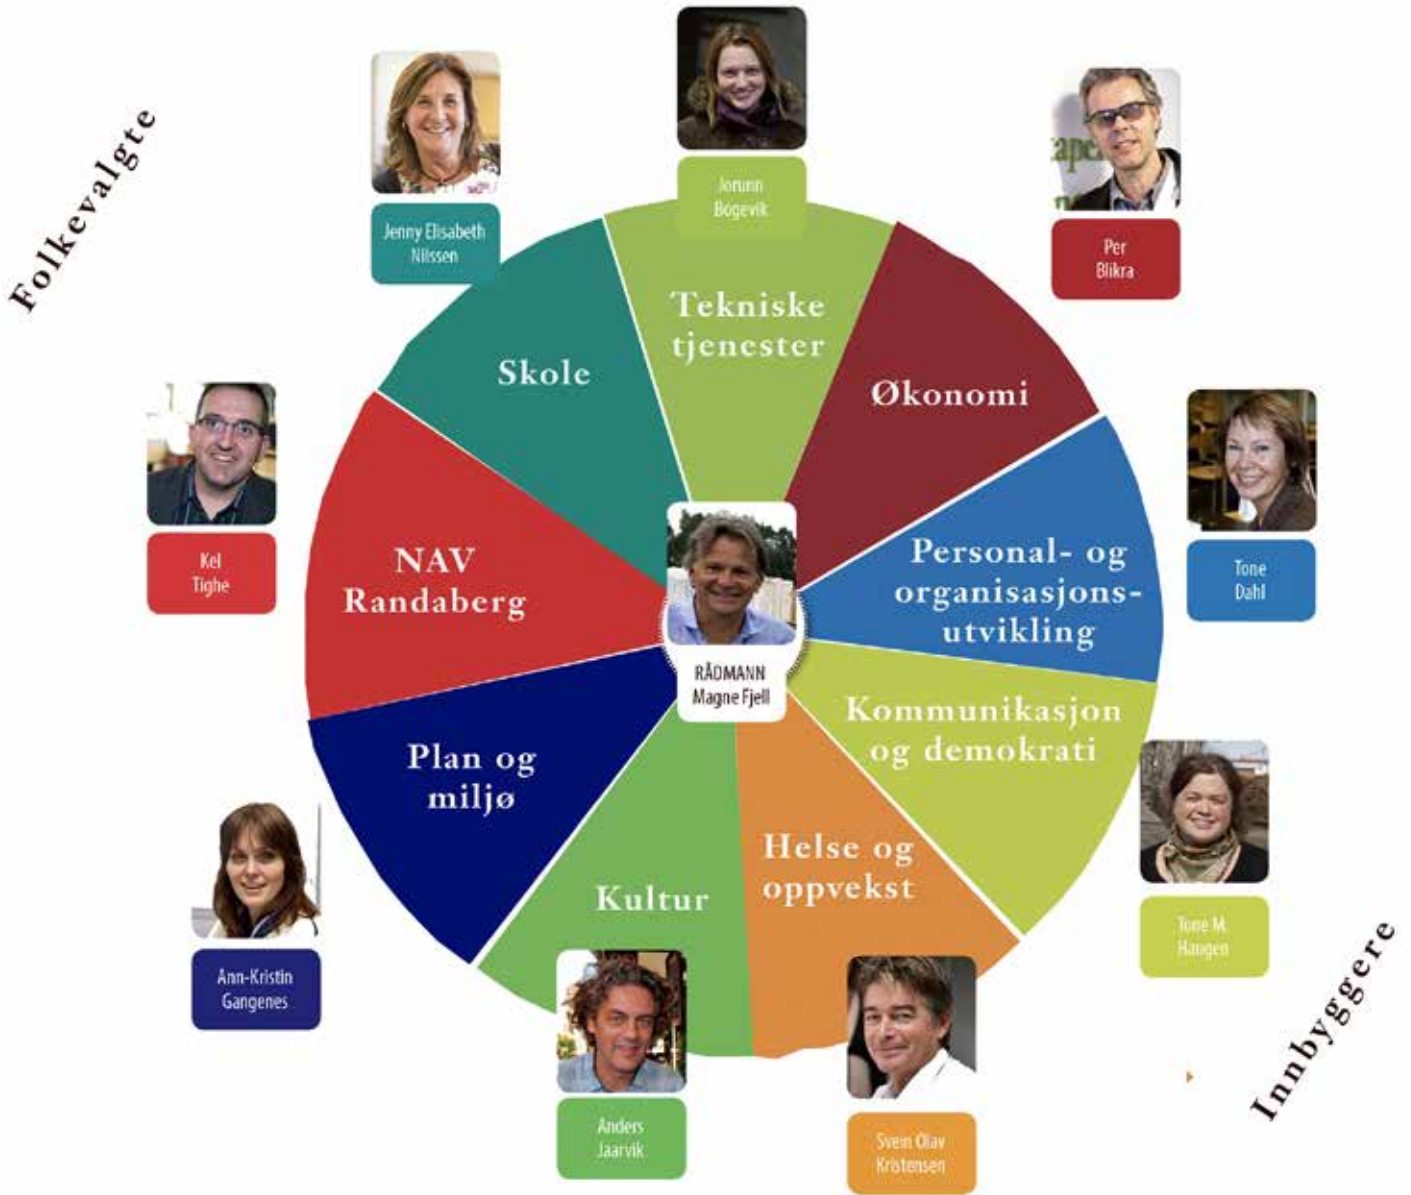 Folkevalgte
Jenny Elisabeth
Nilssen
Jorunn
Bogevik
Per
Blikra
Skole
Tekniske
tjenester
Økonomi
Kel
Tighe
NAV
Randaberg
Personal- og
organisasjons-
utvikling
Tone
Dahl
RÅDMANN
Magne Fjell
Plan og
miljø
Kommunikasjon
og demokrati
Tone M.
Haugen
Ann-Kristin
Gangenes
Kultur
Helse og
oppvekst
Anders
Jaarvik
Svein Olav
Kristensen
Innbyggere